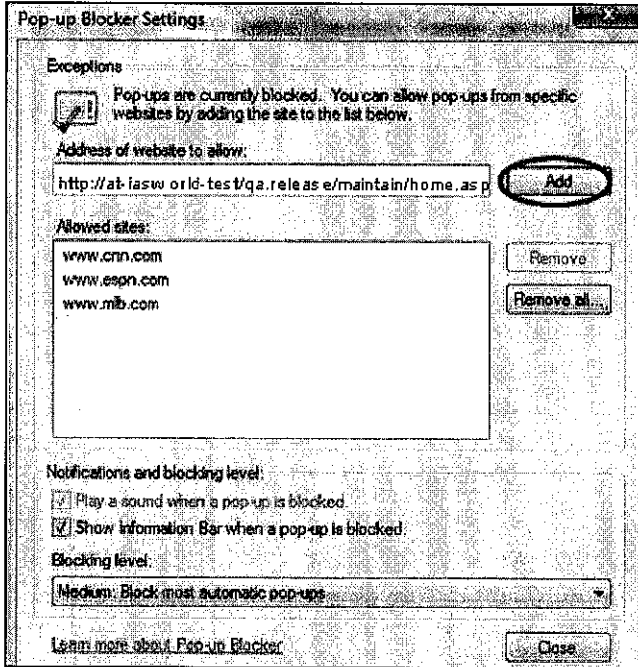 Pop-up Blocker Settings
Exceptions
Pop-ups are currently blocked. You can allow pop-ups from specific
websites by adding the site to the list below.
Address of website to allow:
http://at-iasworld-test/qa.release/maintain/home.asp
Add
Allowed sites:
www.cnn.com
www.espn.com
www.mlb.com
Remove
Remove all...
Notifications and blocking level:
Play a sound when a pop-up is blocked.
Show Information Bar when a pop-up is blocked.
Blocking level:
Medium: Block most automatic pop-ups
Learn more about Pop-up Blocker
Close